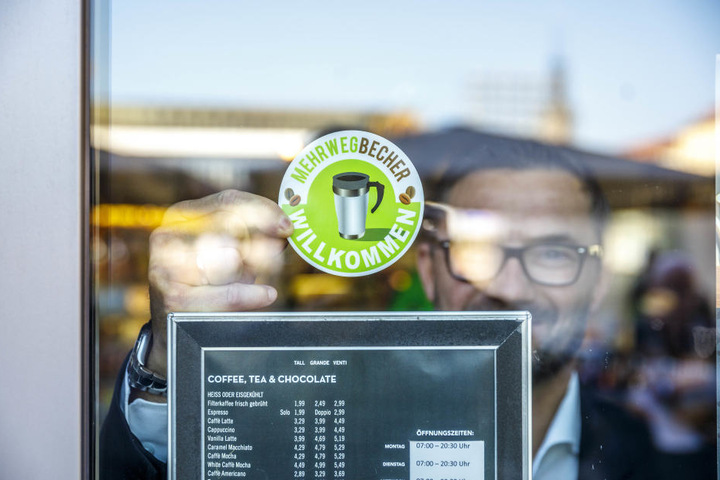 MEHRWEGBECHER
WILLKOMMEN
TALL GRANDE VENTI
COFFEE, TEA & CHOCOLATE
HEISS ODER EISGEKÜHLT
Filterkaffee frisch gebrüht 1,99 2,49 2,99
Espresso Solo 1,99 Doppio 2,99
Caffè Latte 3,29 3,99 4,49
Cappuccino 3,29 3,99 4,49
Vanilla Latte 3,99 4,69 5,19
Caramel Macchiato 4,29 4,79 5,29
Caffè Mocha 4,29 4,79 5,29
White Caffè Mocha 4,49 4,99 5,49
Caffè Americano 2,89 3,29 3,69
ÖFFNUNGSZEITEN:
MONTAG 07:00 – 20:30 Uhr
DIENSTAG 07:00 – 20:30 Uhr